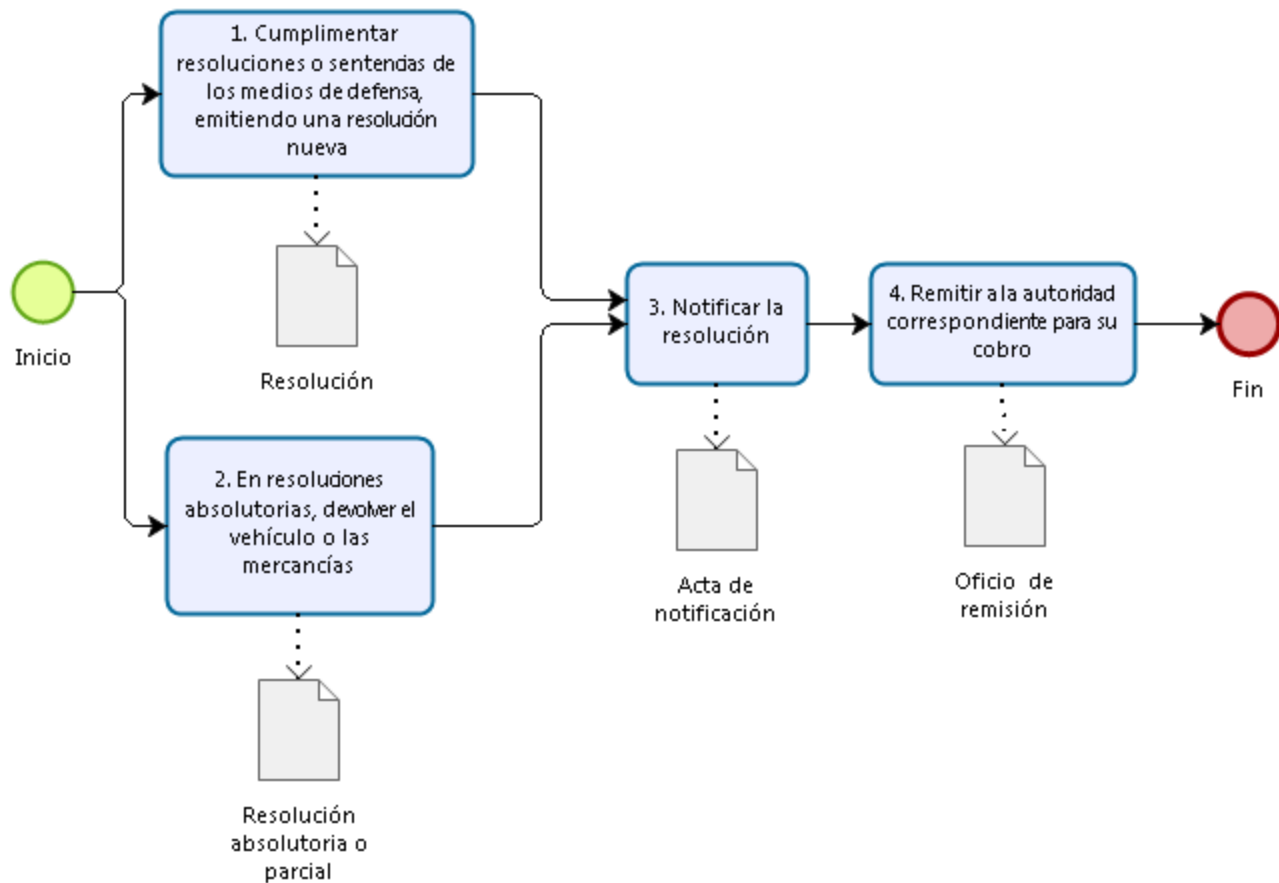 1. Cumplimentar
resoluciones o sentencias de
los medios de defensa,
emitiendo una resolución
nueva
Resolución
Inicio
2. En resoluciones
absolutorias, devolver el
vehículo o las
mercancías
Resolución
absolutoria o
parcial
3. Notificar la
resolución
Acta de
notificación
4. Remitir a la autoridad
correspondiente para su
cobro
Oficio de
remisión
Fin